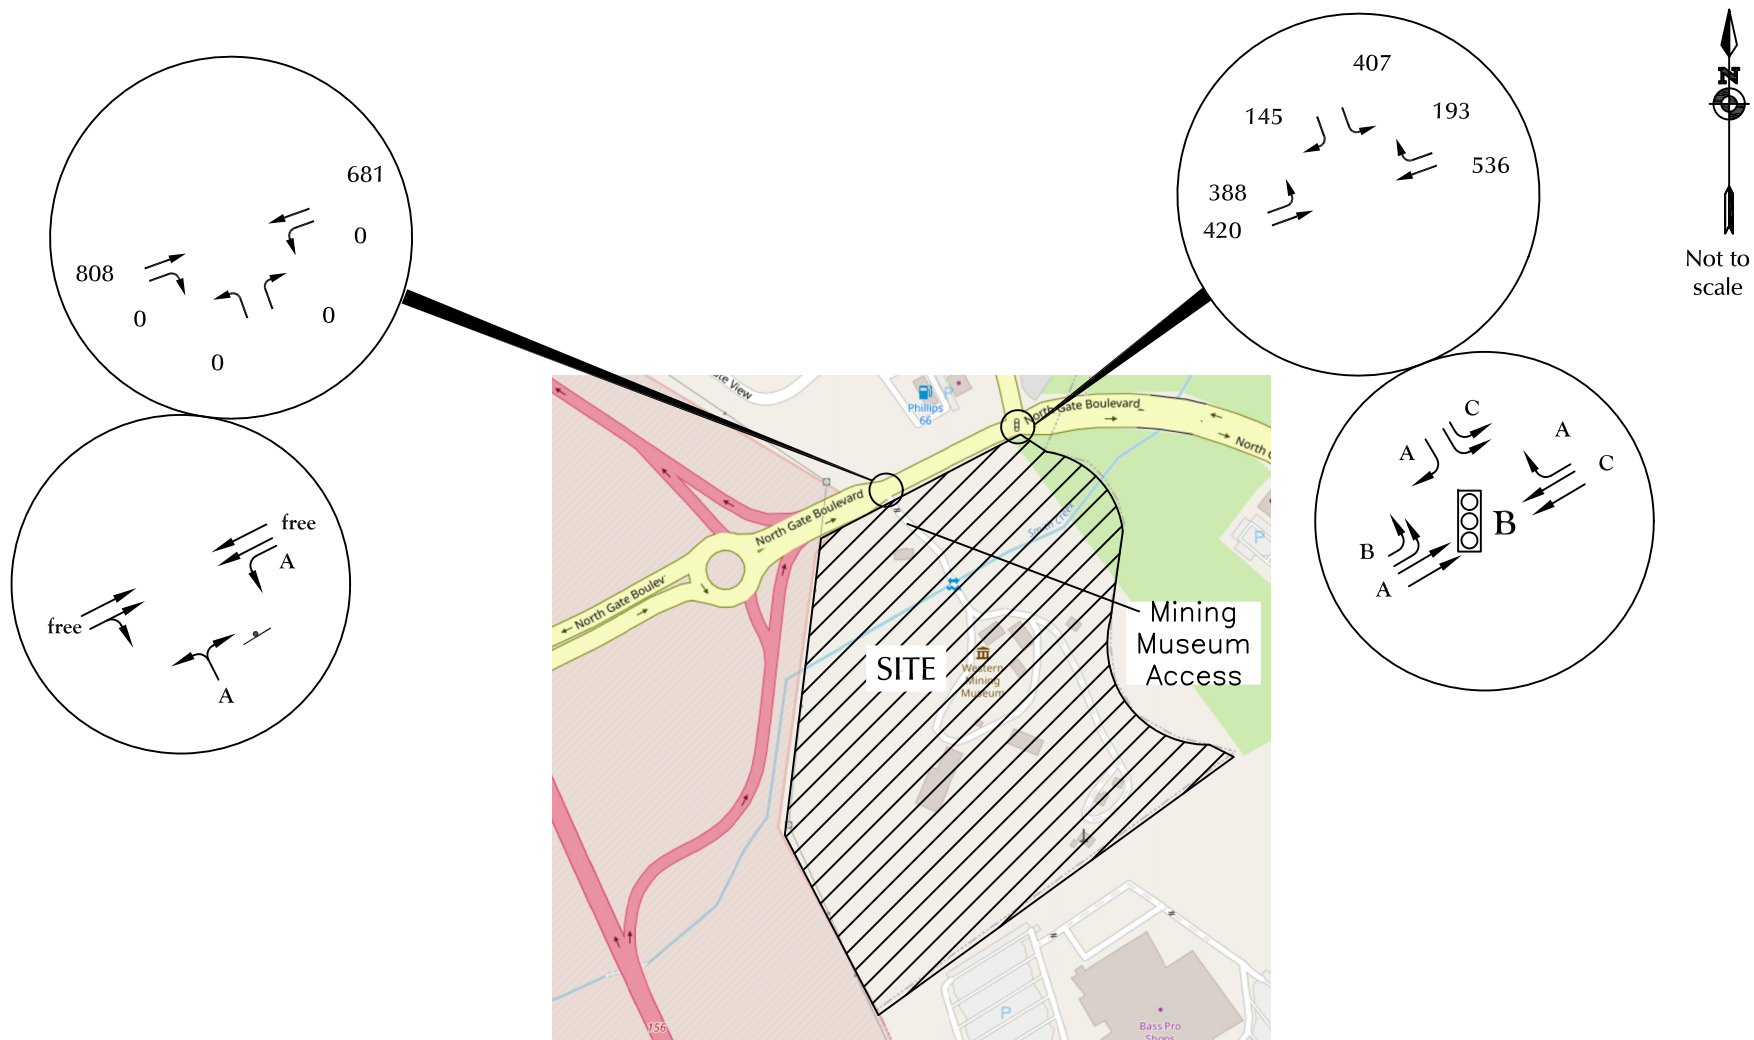 681
0
808
0
0
0
free
A
free
A
407
145
193
536
388
420
N
Not to
scale
C
A
A
C
B
B
A
Phillips
66
P
North Gate Boulevard
North
North Gate Boulevard
North Gate Boulev
Mining
Museum
Access
SITE
Western
Mining
Museum
P
156
P
Bass Pro
Shops